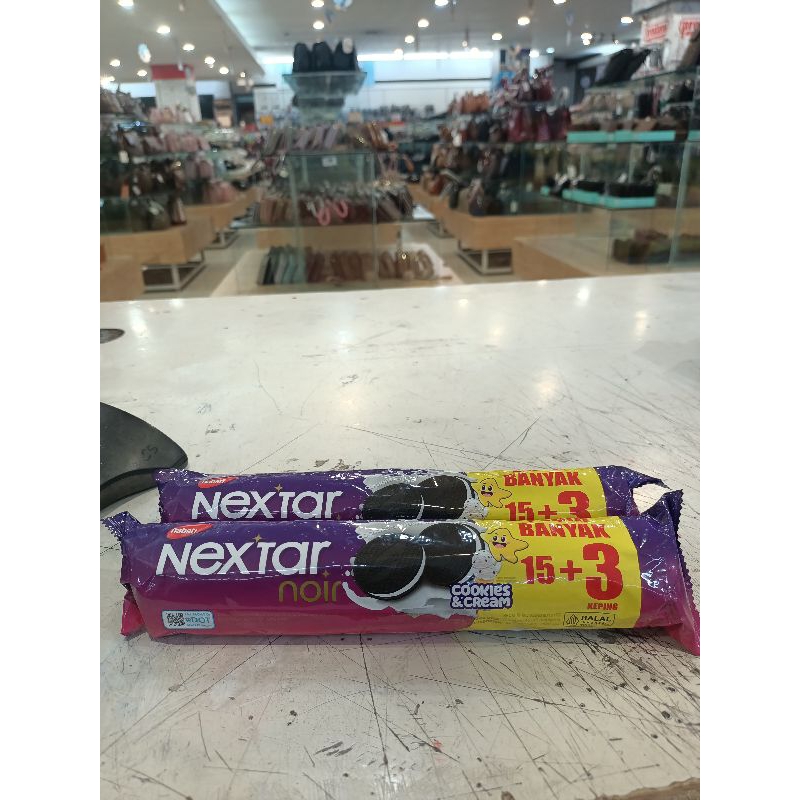 Nabati
NEXTAR
BANYAK
15 + 3
Nabati
NEXTAR
noir
COOKIES
& CREAM
BANYAK
15 + 3
KEPING
HALAL